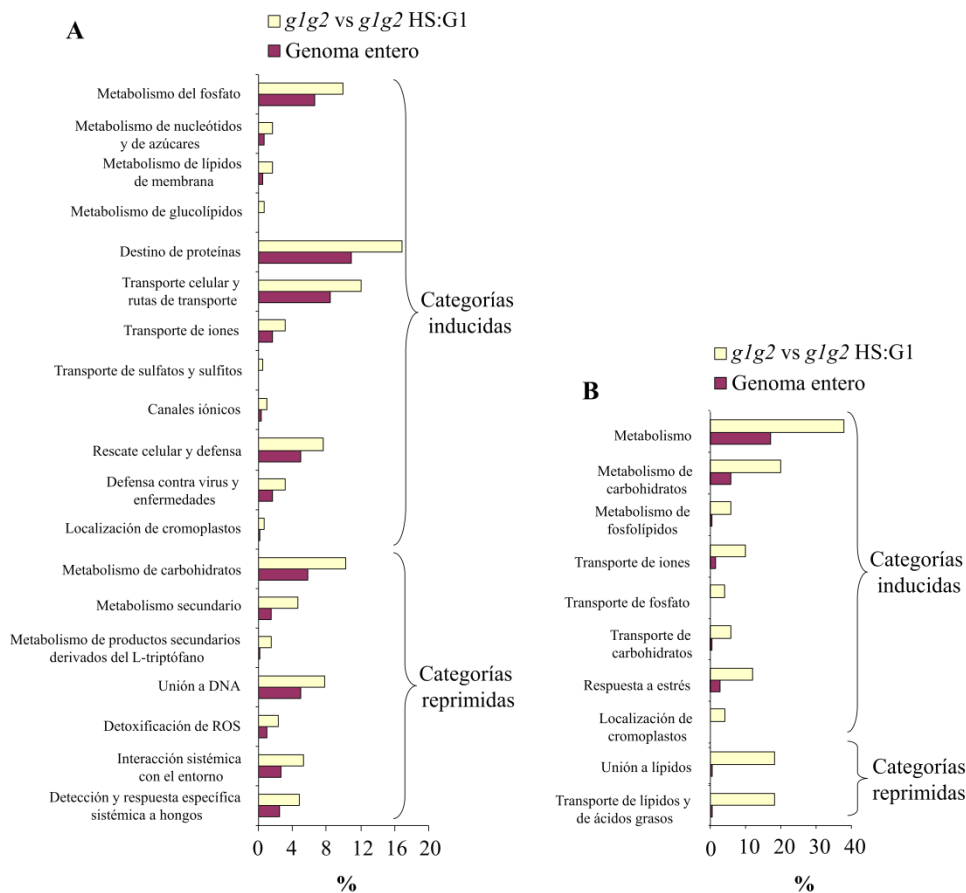 A
g1g2 vs g1g2 HS:G1
Genoma entero
Metabolismo del fosfato
Metabolismo de nucleótidos
y de azúcares
Metabolismo de lípidos
de membrana
Metabolismo de glucolípidos
Destino de proteínas
Transporte celular y
rutas de transporte
Transporte de iones
Transporte de sulfatos y sulfitos
Canales iónicos
Rescate celular y defensa
Defensa contra virus y
enfermedades
Localización de cromoplastos
Categorías
inducidas
Metabolismo de carbohidratos
Metabolismo secundario
Metabolismo de productos secundarios
derivados del L-triptófano
Unión a DNA
Detoxificación de ROS
Interacción sistémica
con el entorno
Detección y respuesta específica
sistémica a hongos
Categorías
reprimidas
0 4 8 12 16 20
%
B
g1g2 vs g1g2 HS:G1
Genoma entero
Metabolismo
Metabolismo de
carbohidratos
Metabolismo de
fosfolípidos
Transporte de iones
Transporte de fosfato
Transporte de
carbohidratos
Respuesta a estrés
Localización de
cromoplastos
Categorías
inducidas
Unión a lípidos
Transporte de lípidos y
de ácidos grasos
Categorías
reprimidas
0 10 20 30 40
%